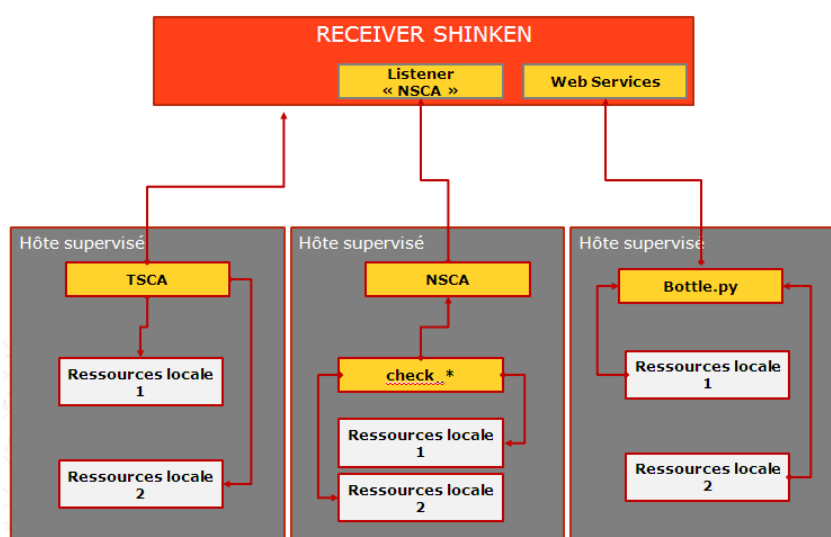 RECEIVER SHINKEN
Listener
« NSCA »
Web Services
Hôte supervisé
TSCA
Ressources locale
1
Ressources locale
2
Hôte supervisé
NSCA
check_*
Ressources locale
1
Ressources locale
2
Hôte supervisé
Bottle.py
Ressources locale
1
Ressources locale
2